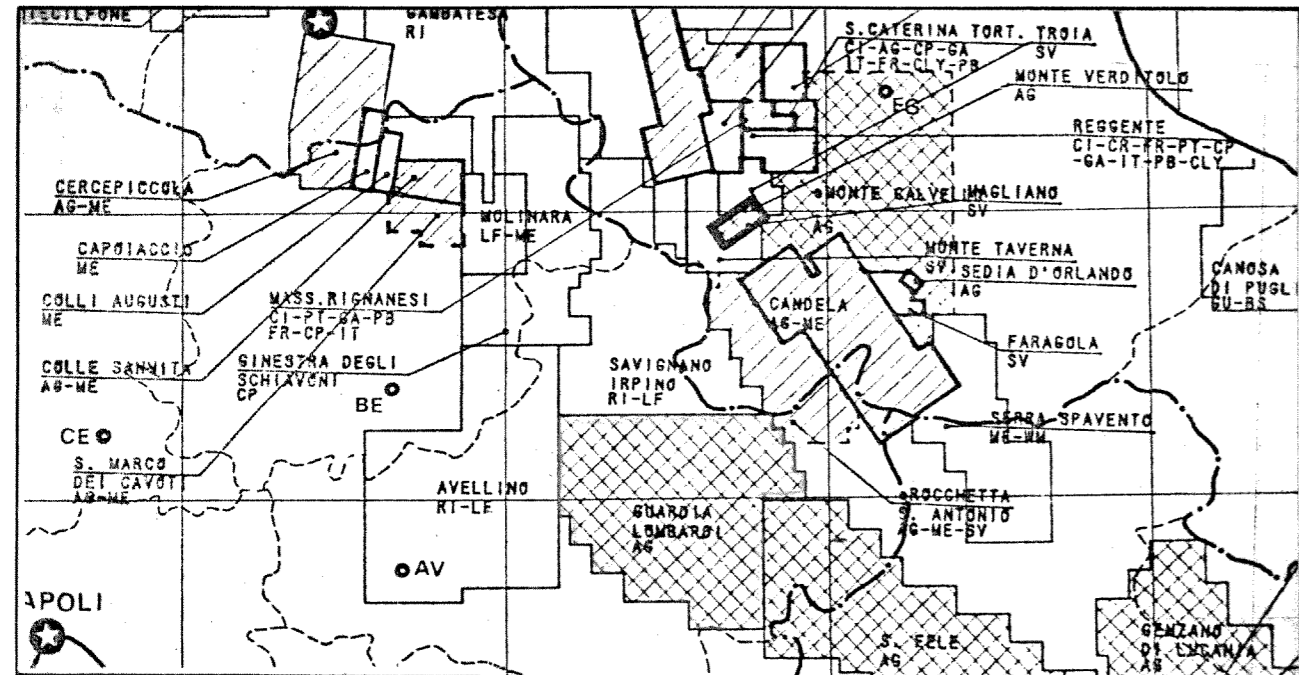 GAMBATESA
RI
S.CATERINA TORT.
CI-AG-CP-GA
IT-FR-CLY-PB
TROIA
SV
MONTE VERDITOLO
AG
FG
REGGENTE
CI-CR-FR-PT-CP
-GA-IT-PB-CLY
CERCEPICCOLA
AG-ME
MOLINARA
LF-ME
MAGLIANO
SV
AG
CAPOIACCIO
ME
MONTE TAVERNA
SV
SEDIA D'ORLANDO
AG
CANOSA
DI PUGLI
GU-RS
COLLI AUGUSTI
ME
MASS.RIGNANESI
CI-PT-GA-PB
FR-CP-IT
CANDELA
AG-ME
FARAGOLA
SV
COLLE SANNITA
AG-ME
GINESTRA DEGLI
SCHIAVONI
CP
SAVIGNANO
IRPINO
RI-LF
BE
CE
SERRA SPAVENTO
ME-WM
S. MARCO
DEI CAVOTI
AG-ME
AVELLINO
RI-LF
GUARDIA
LOMBARDI
AG
ROCCHETTA
S. ANTONIO
AG-ME-SV
AV
APOLI
S. FELE
AG
GENZANO
DI LUCANIA
AG